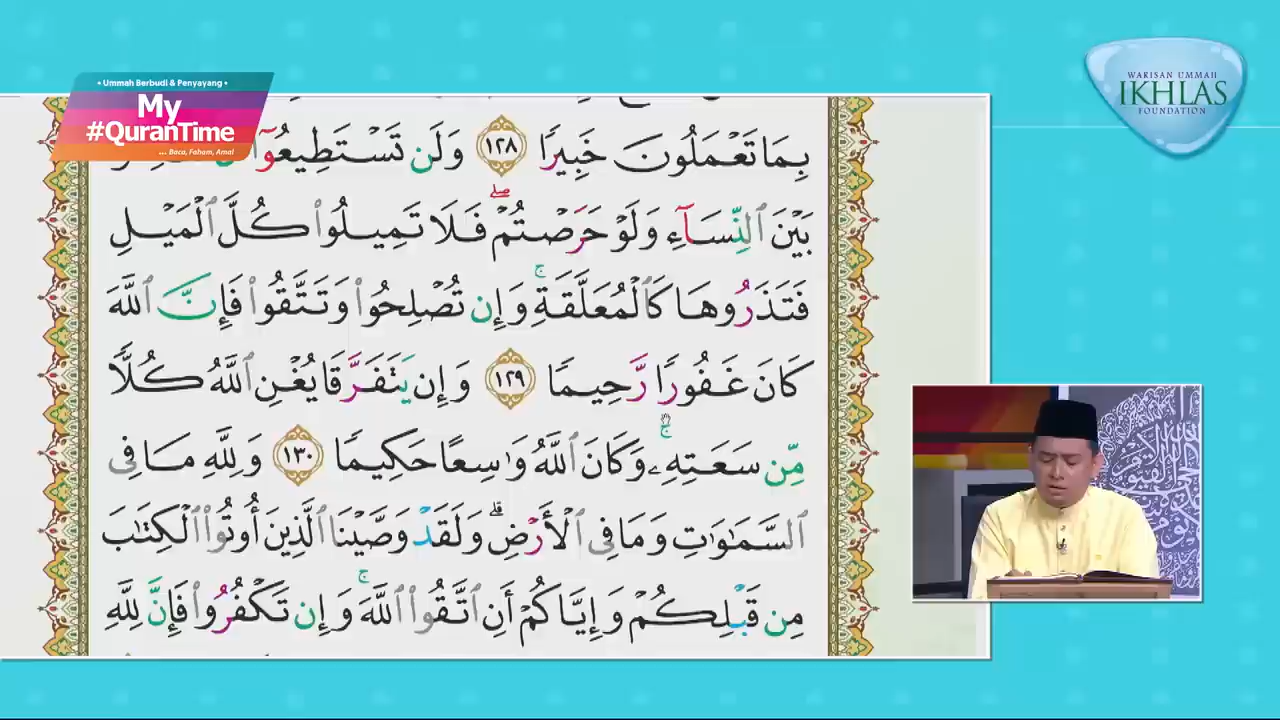 • Ummah Berbudi & Penyayang •
My
#QuranTime
... Baca, Faham, Amal
WARISAN UMMAH
IKHLAS
FOUNDATION
بِمَا تَعْمَلُونَ خَبِيرًا ١٢٨ وَلَن تَسْتَطِيعُوٓا۟
بَيْنَ ٱلنِّسَآءِ وَلَوْ حَرَصْتُمْ ۖ فَلَا تَمِيلُوا۟ كُلَّ ٱلْمَيْلِ
فَتَذَرُوهَا كَٱلْمُعَلَّقَةِ ۚ وَإِن تُصْلِحُوا۟ وَتَتَّقُوا۟ فَإِنَّ ٱللَّهَ
كَانَ غَفُورًا رَّحِيمًا ١٢٩ وَإِن يَتَفَرَّقَا يُغْنِ ٱللَّهُ كُلًّا
مِّن سَعَتِهِۦ ۚ وَكَانَ ٱللَّهُ وَٰسِعًا حَكِيمًا ١٣٠ وَلِلَّهِ مَا فِى
ٱلسَّمَٰوَٰتِ وَمَا فِى ٱلْأَرْضِ ۗ وَلَقَدْ وَصَّيْنَا ٱلَّذِينَ أُوتُوا۟ ٱلْكِتَٰبَ
مِن قَبْلِكُمْ وَإِيَّاكُمْ أَنِ ٱتَّقُوا۟ ٱللَّهَ ۚ وَإِن تَكْفُرُوا۟ فَإِنَّ لِلَّهِ